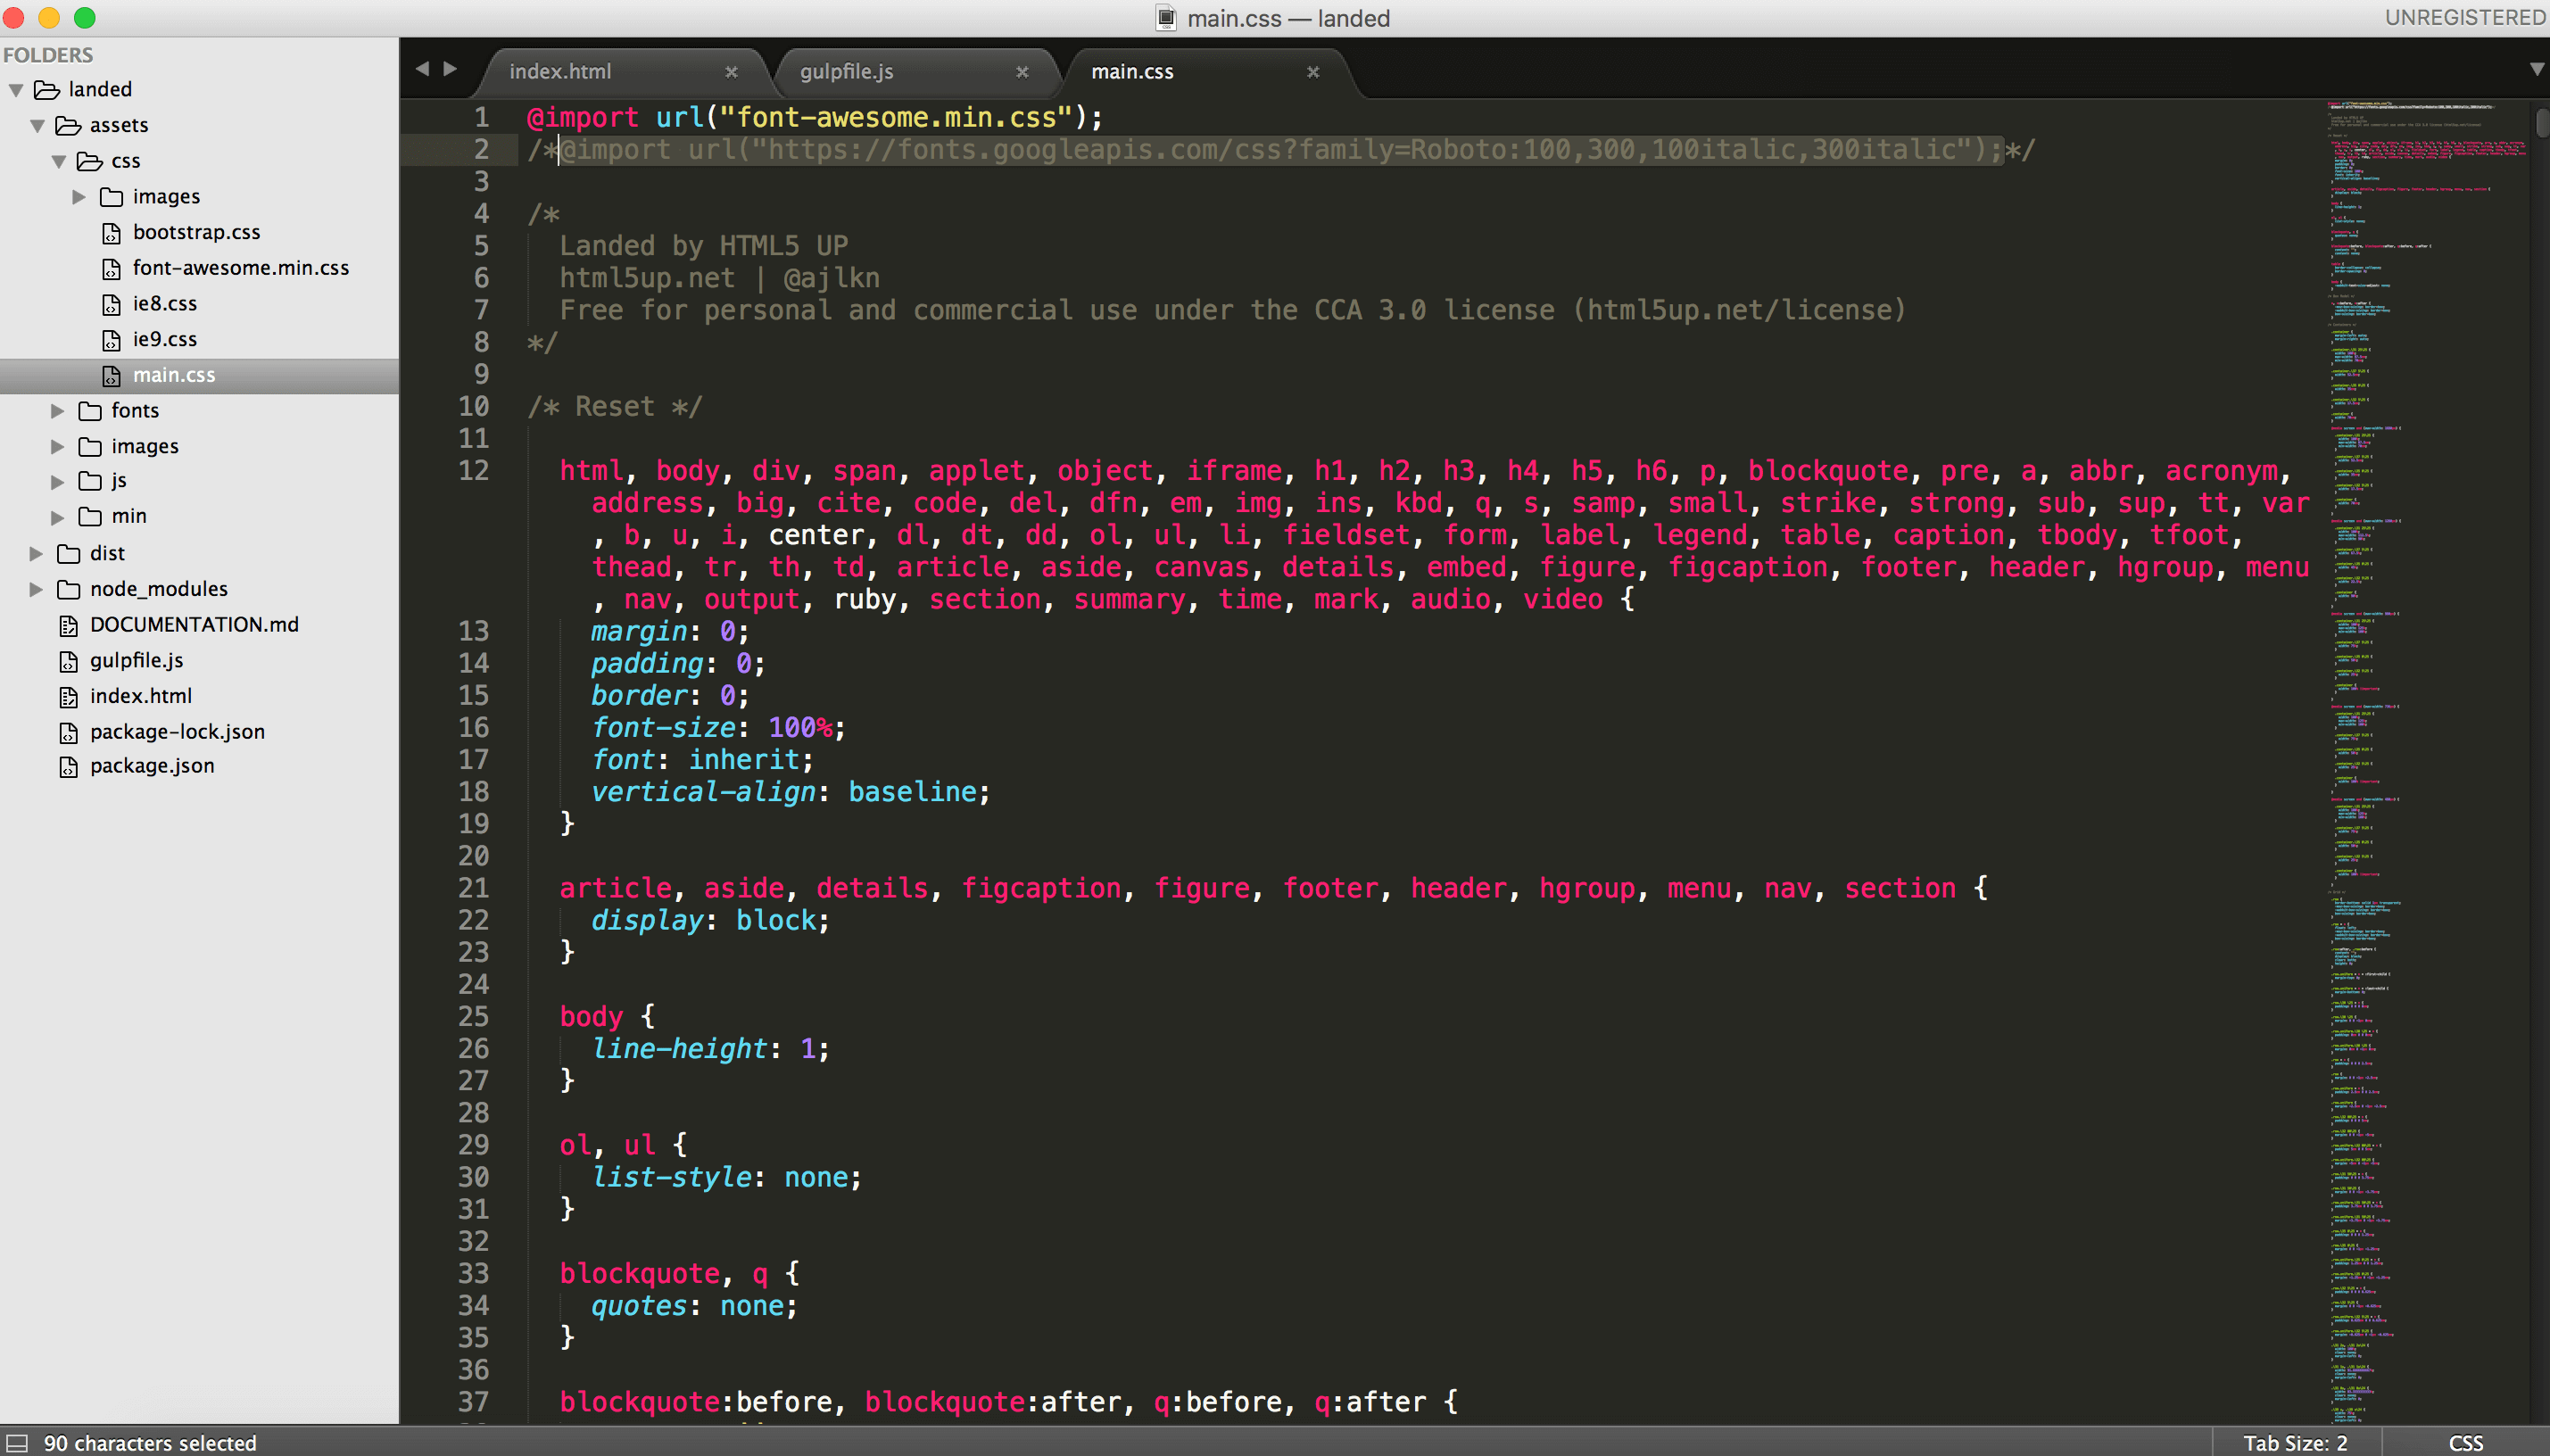 main.css — landed
UNREGISTERED
FOLDERS
landed
assets
css
images
bootstrap.css
font-awesome.min.css
ie8.css
ie9.css
main.css
fonts
images
js
min
dist
node_modules
DOCUMENTATION.md
gulpfile.js
index.html
package-lock.json
package.json
index.html
gulpfile.js
main.css
1 @import url("font-awesome.min.css");
2 /*@import url("https://fonts.googleapis.com/css?family=Roboto:100,300,100italic,300italic");*/
3
4 /*
5 Landed by HTML5 UP
6 html5up.net | @ajlkn
7 Free for personal and commercial use under the CCA 3.0 license (html5up.net/license)
8 */
9
10 /* Reset */
11
12 html, body, div, span, applet, object, iframe, h1, h2, h3, h4, h5, h6, p, blockquote, pre, a, abbr, acronym,
address, big, cite, code, del, dfn, em, img, ins, kbd, q, s, samp, small, strike, strong, sub, sup, tt, var
, b, u, i, center, dl, dt, dd, ol, ul, li, fieldset, form, label, legend, table, caption, tbody, tfoot,
thead, tr, th, td, article, aside, canvas, details, embed, figure, figcaption, footer, header, hgroup, menu
, nav, output, ruby, section, summary, time, mark, audio, video {
13 margin: 0;
14 padding: 0;
15 border: 0;
16 font-size: 100%;
17 font: inherit;
18 vertical-align: baseline;
19 }
20
21 article, aside, details, figcaption, figure, footer, header, hgroup, menu, nav, section {
22 display: block;
23 }
24
25 body {
26 line-height: 1;
27 }
28
29 ol, ul {
30 list-style: none;
31 }
32
33 blockquote, q {
34 quotes: none;
35 }
36
37 blockquote:before, blockquote:after, q:before, q:after {
90 characters selected
Tab Size: 2
CSS